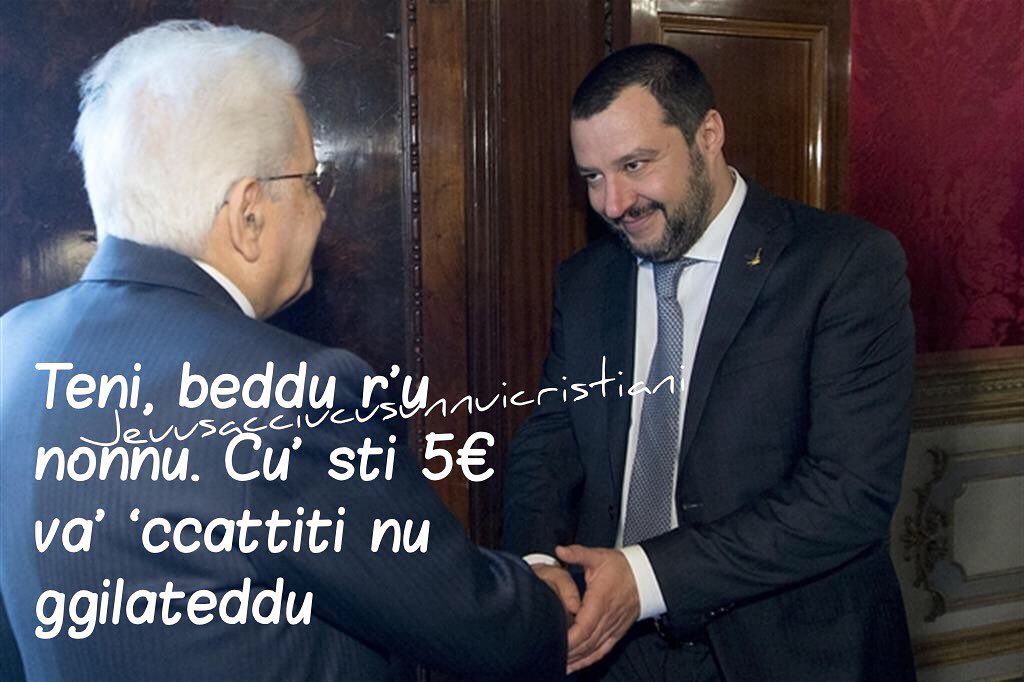 Teni, beddu r'u
Jevusacciucusunnuicristiani
nonnu. Cu' sti 5€
va' 'ccattiti nu
ggilateddu